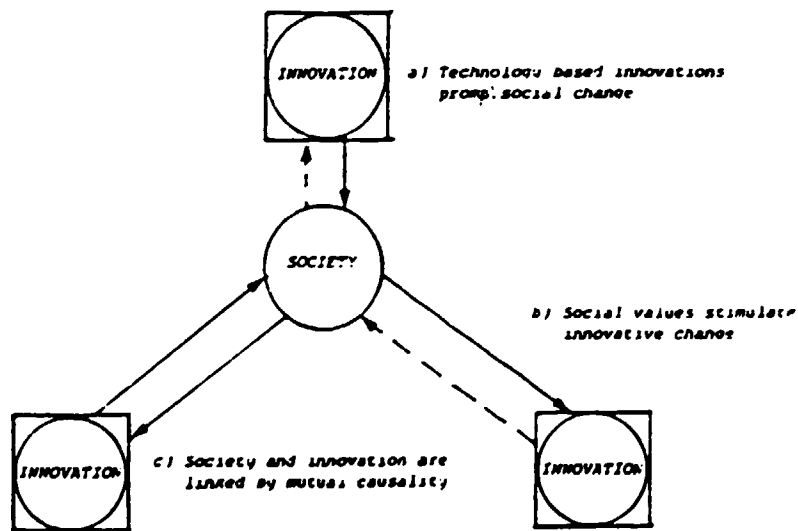 INNOVATION
a) Technology based innovations
promp. social change
SOCIETY
b) Social values stimulate
innovative change
INNOVATION
c) Society and innovation are
linked by mutual causality
INNOVATION